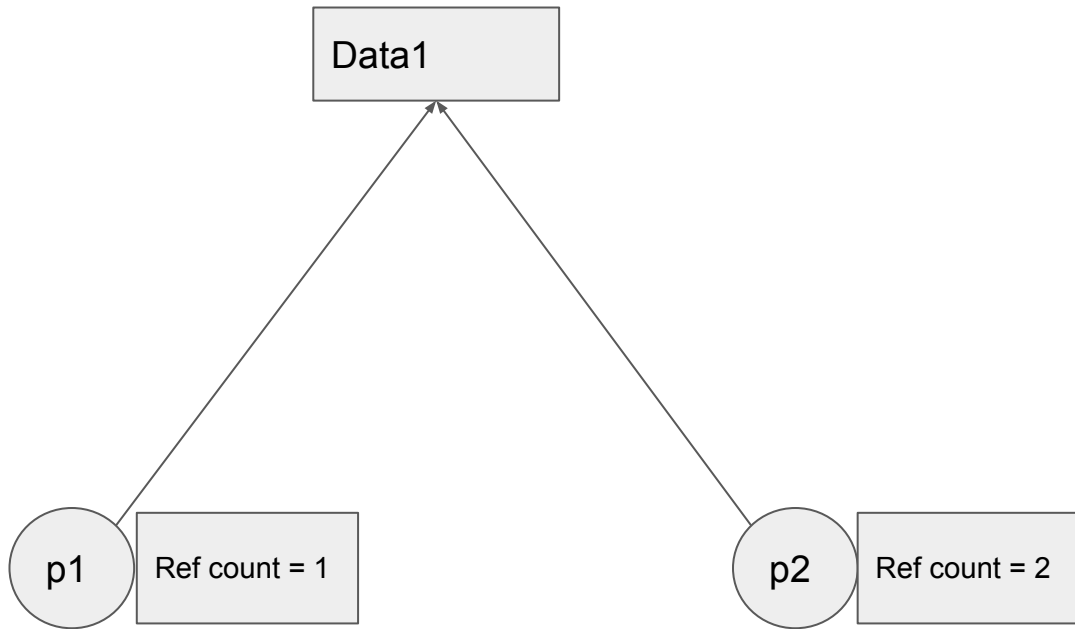 Data1
p1
Ref count = 1
p2
Ref count = 2